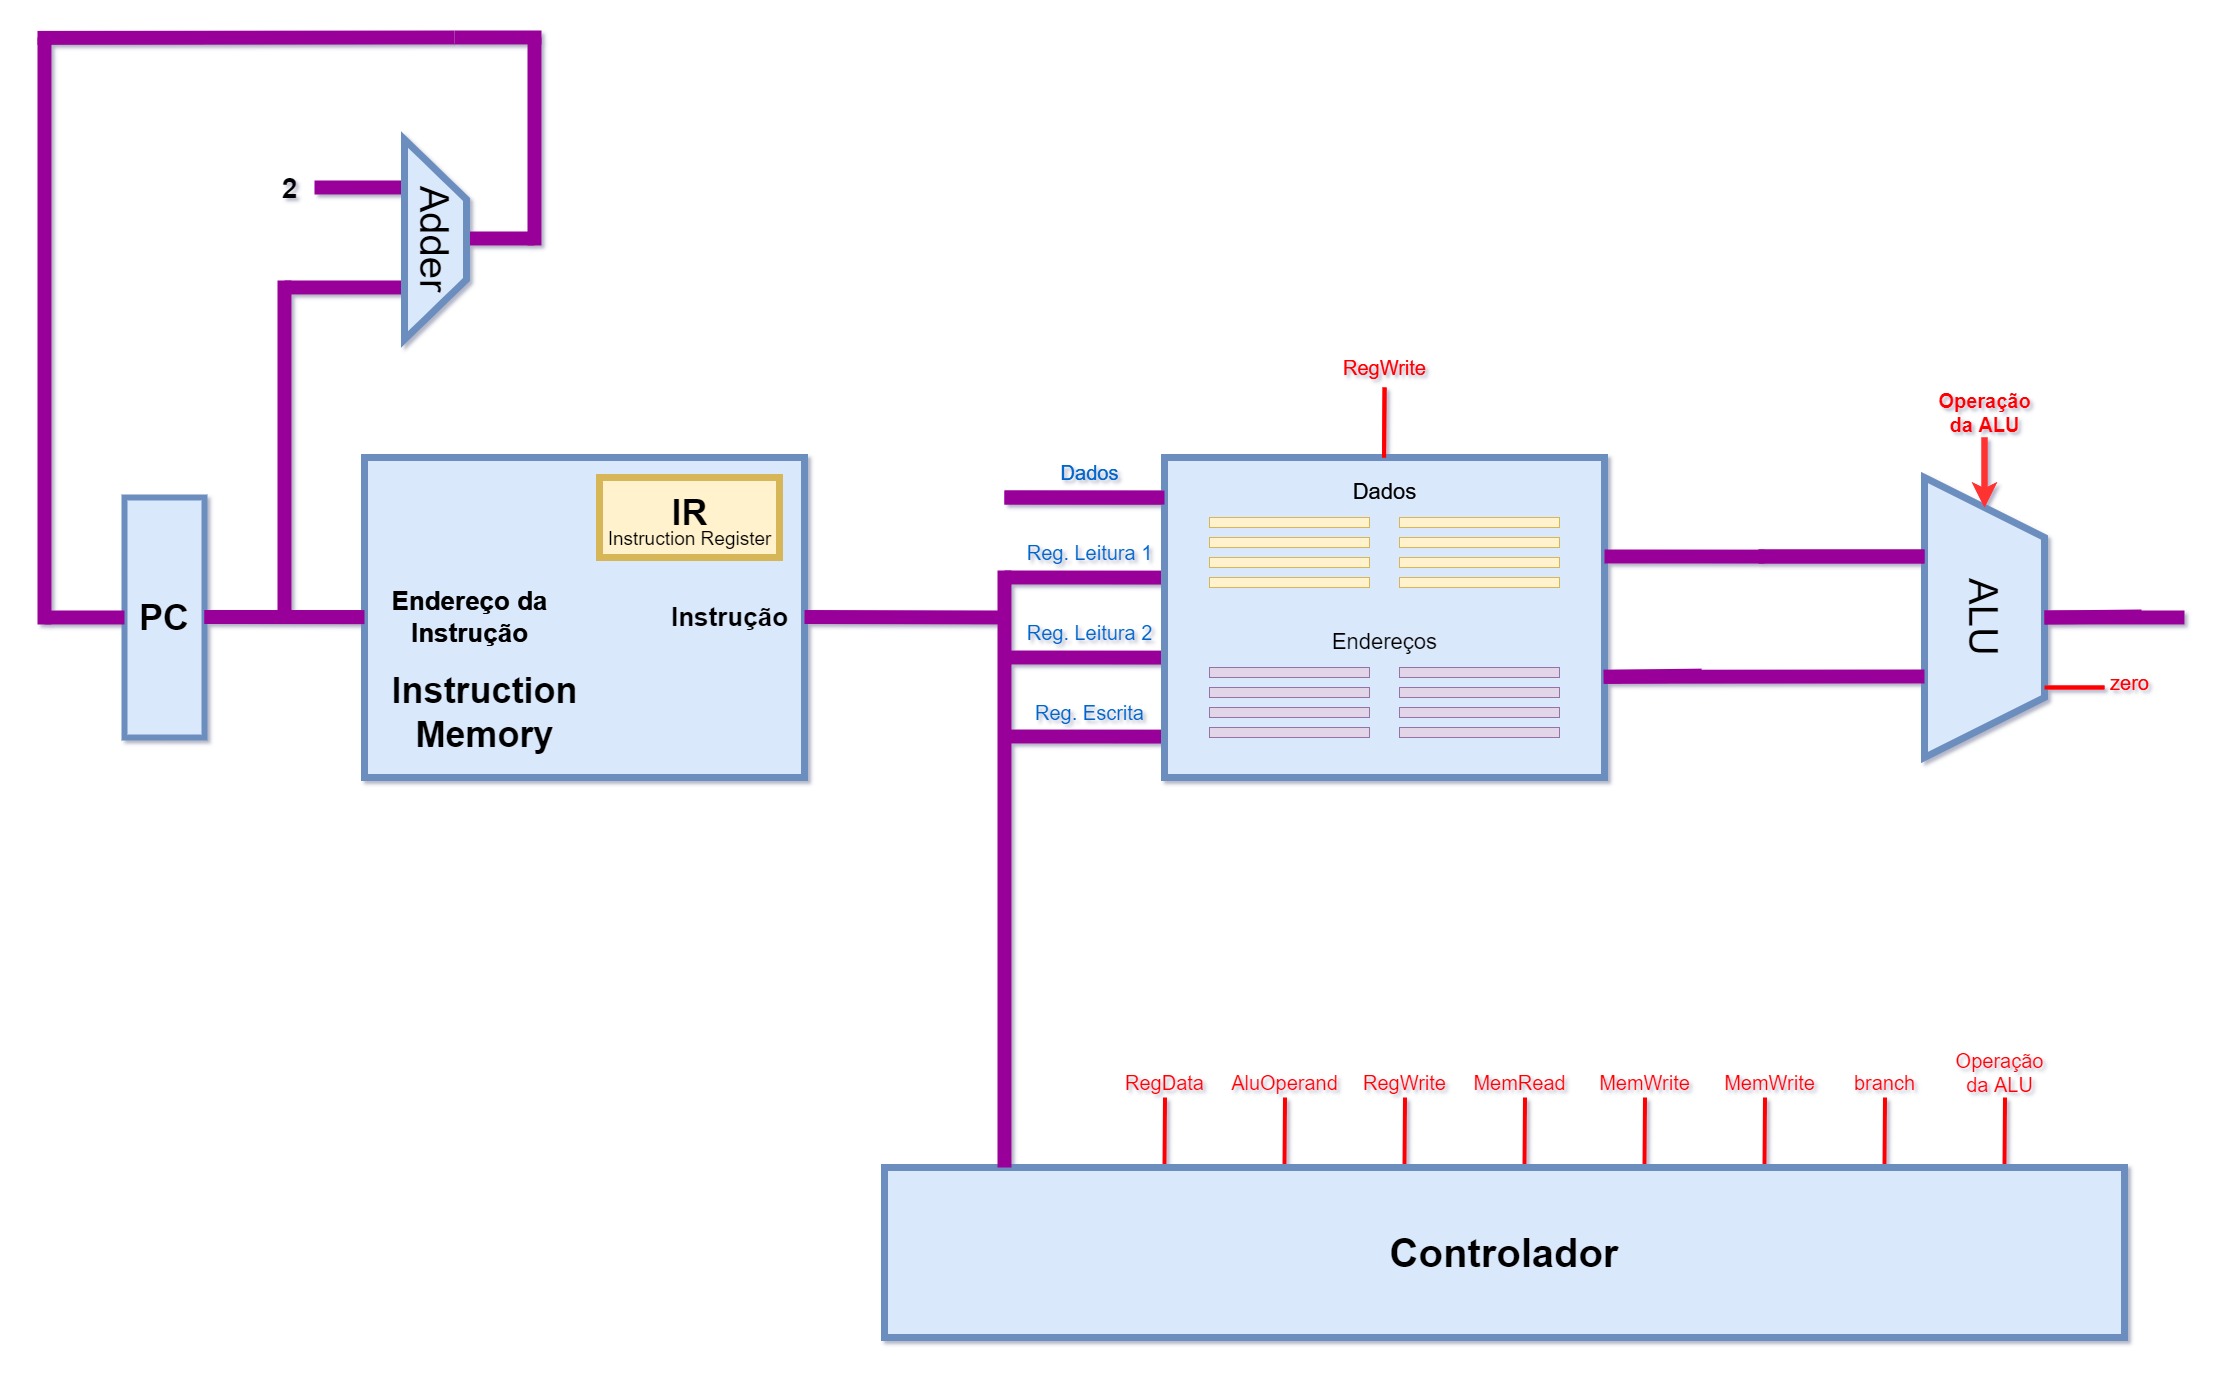 2
Adder
RegWrite
Operação
da ALU
PC
IR
Instruction Register
Endereço da
Instrução
Instrução
Instruction
Memory
Dados
Reg. Leitura 1
Reg. Leitura 2
Reg. Escrita
Dados
Endereços
ALU
zero
RegData
AluOperand
RegWrite
MemRead
MemWrite
MemWrite
branch
Operação
da ALU
Controlador